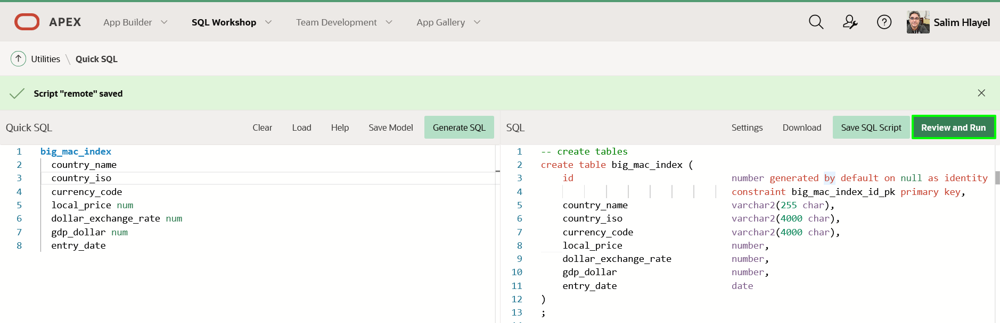 APEX App Builder SQL Workshop Team Development App Gallery Salim Hlayel
Utilities \ Quick SQL
Script "remote" saved
Quick SQL Clear Load Help Save Model Generate SQL
1 big_mac_index
2 country_name
3 country_iso
4 currency_code
5 local_price num
6 dollar_exchange_rate num
7 gdp_dollar num
8 entry_date
SQL Settings Download Save SQL Script Review and Run
1 -- create tables
2 create table big_mac_index (
3 id number generated by default on null as identity
4 constraint big_mac_index_id_pk primary key,
5 country_name varchar2(255 char),
6 country_iso varchar2(4000 char),
7 currency_code varchar2(4000 char),
8 local_price number,
9 dollar_exchange_rate number,
10 gdp_dollar number,
11 entry_date date
12 )
13 ;